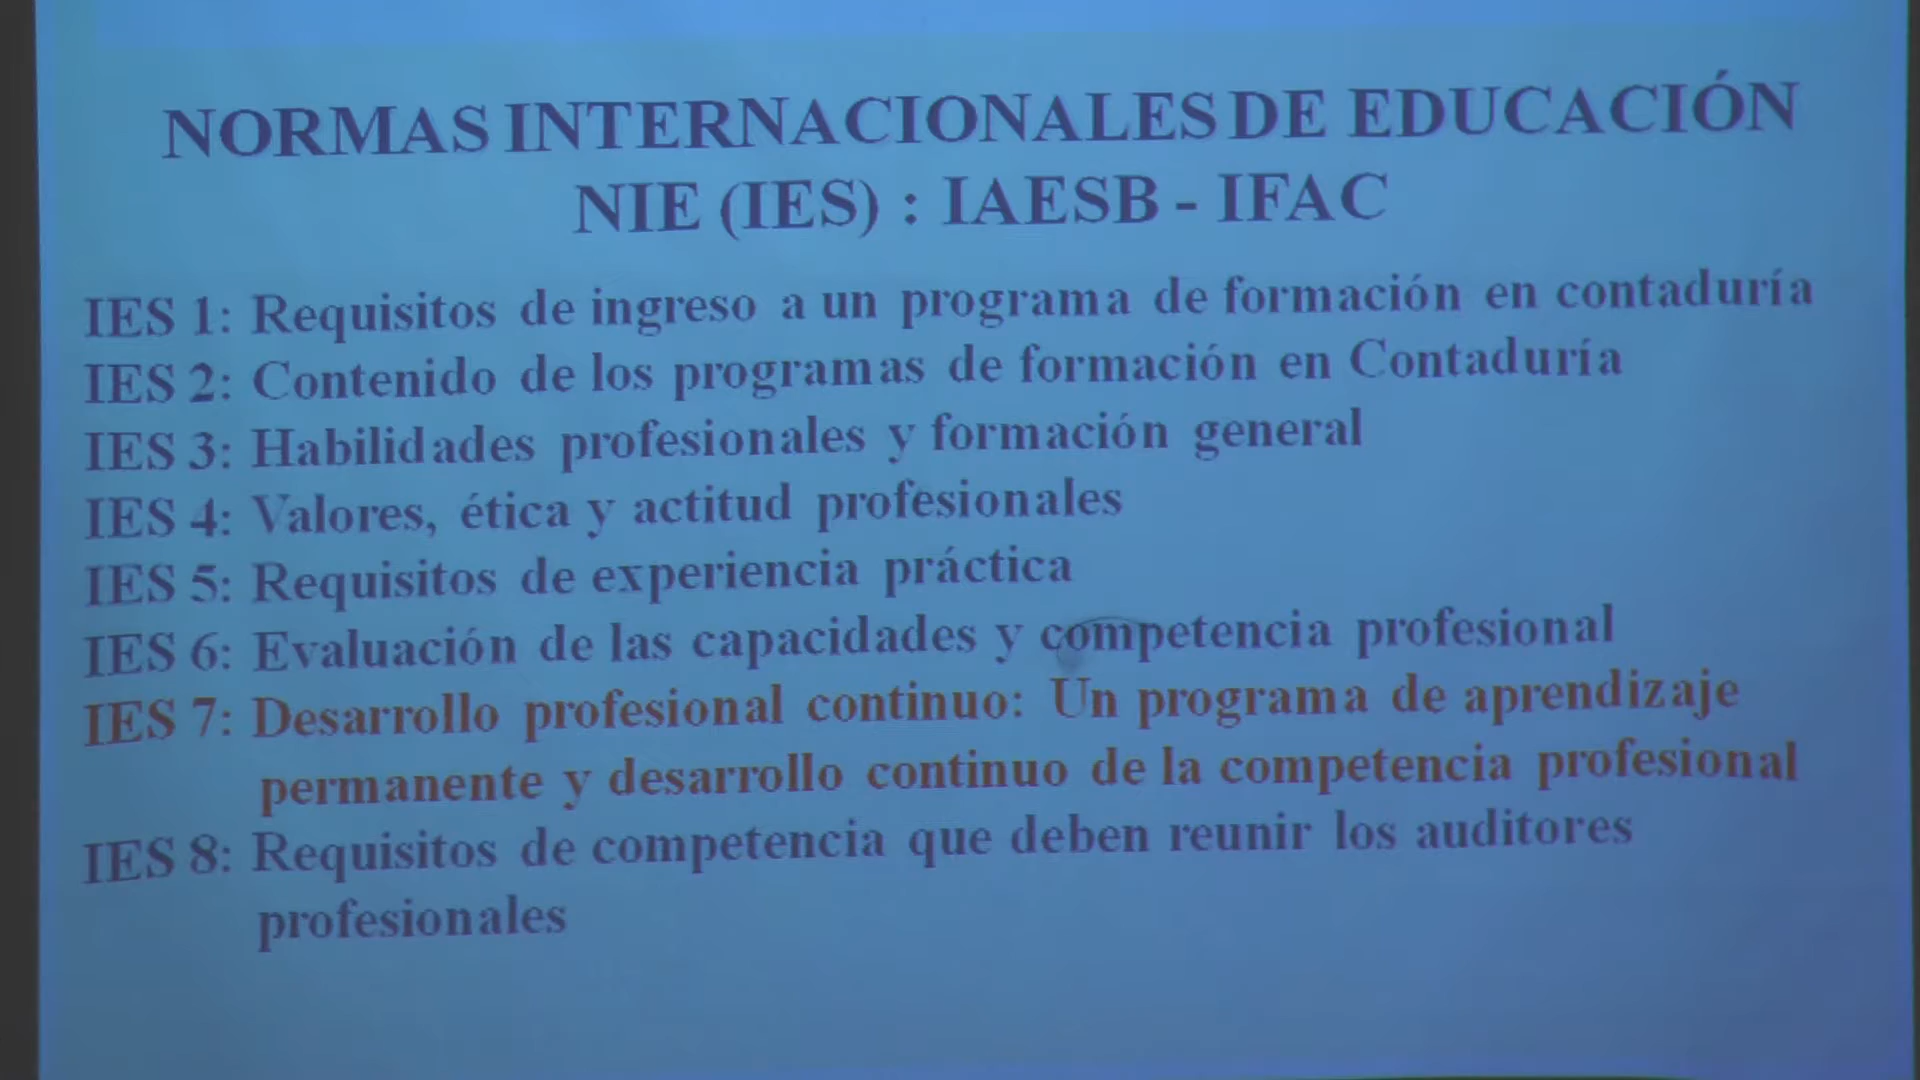 NORMAS INTERNACIONALES DE EDUCACIÓN
NIE (IES) : IAESB - IFAC
IES 1: Requisitos de ingreso a un programa de formación en contaduría
IES 2: Contenido de los programas de formación en Contaduría
IES 3: Habilidades profesionales y formación general
IES 4: Valores, ética y actitud profesionales
IES 5: Requisitos de experiencia práctica
IES 6: Evaluación de las capacidades y competencia profesional
IES 7: Desarrollo profesional continuo: Un programa de aprendizaje
permanente y desarrollo continuo de la competencia profesional
IES 8: Requisitos de competencia que deben reunir los auditores
profesionales